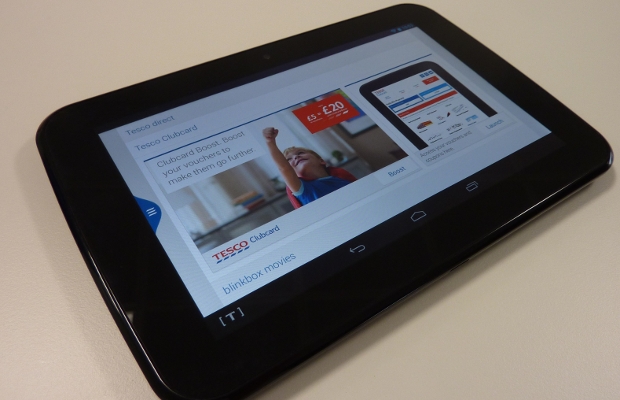 Tesco direct
Tesco Clubcard
Clubcard Boost. Boost
your vouchers to
make them go further.
£5 = £20
Boost
Launch
TESCO Clubcard
blinkbox movies
[T]